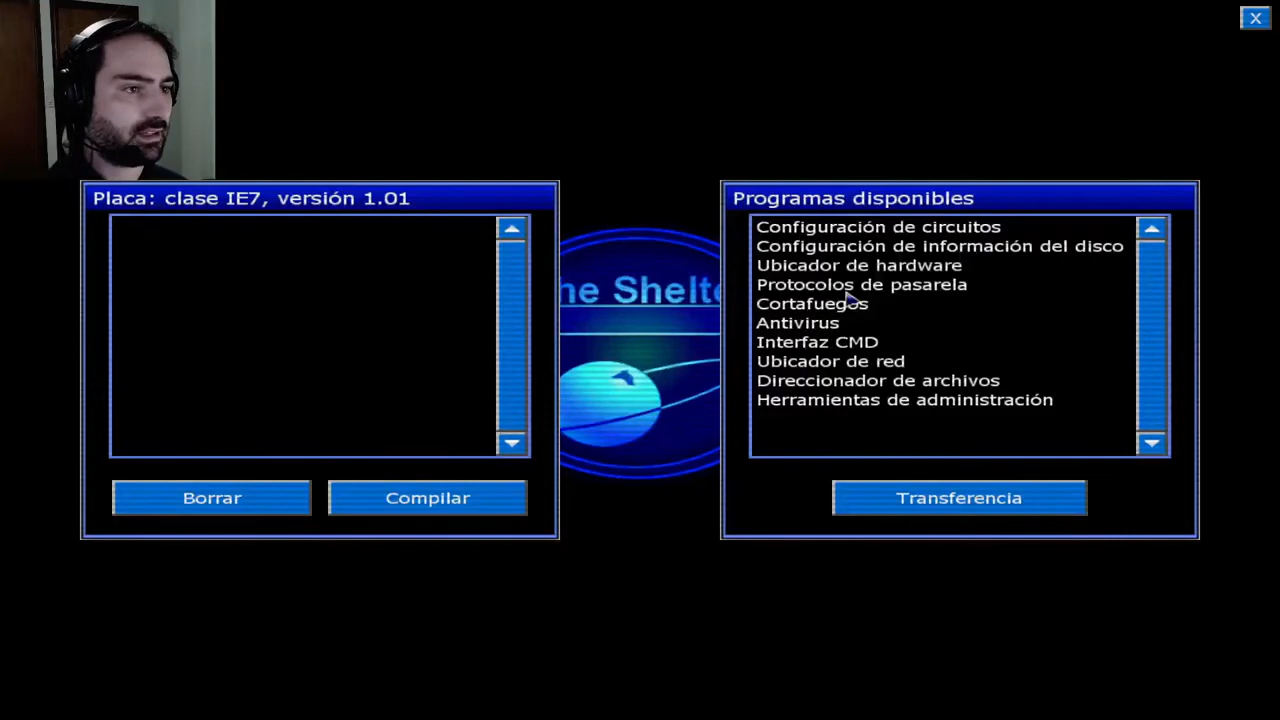 X
Placa: clase IE7, versión 1.01
Borrar
Compilar
he Shelte
Programas disponibles
Configuración de circuitos
Configuración de información del disco
Ubicador de hardware
Protocolos de pasarela
Cortafuegos
Antivirus
Interfaz CMD
Ubicador de red
Direccionador de archivos
Herramientas de administración
Transferencia